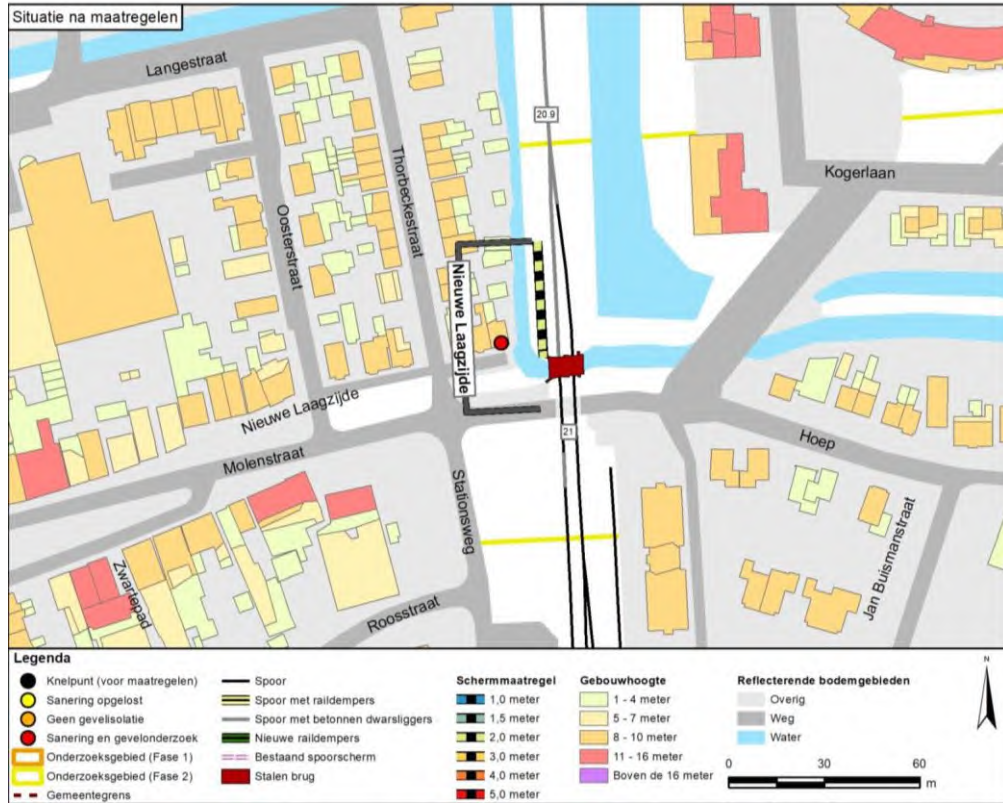 Situatie na maatregelen
Langestraat
20.9
Kogerlaan
Oosterstraat
Thorbeckestraat
Nieuwe Laagzijde
Nieuwe Laagzijde
Molenstraat
21
Hoep
Stationsweg
Zwartepad
Roosstraat
Jan Buismanstraat
Legenda
Knelpunt (voor maatregelen)
Sanering opgelost
Geen gevelisolatie
Sanering en gevelonderzoek
Onderzoeksgebied (Fase 1)
Onderzoeksgebied (Fase 2)
Gemeentegrens
Spoor
Spoor met raildempers
Spoor met betonnen dwarsliggers
Nieuwe raildempers
Bestaand spoorscherm
Stalen brug
Schermmaatregel
1,0 meter
1,5 meter
2,0 meter
3,0 meter
4,0 meter
5,0 meter
Gebouwhoogte
1 - 4 meter
5 - 7 meter
8 - 10 meter
11 - 16 meter
Boven de 16 meter
Reflecterende bodemgebieden
Overig
Weg
Water
N
0 30 60
m